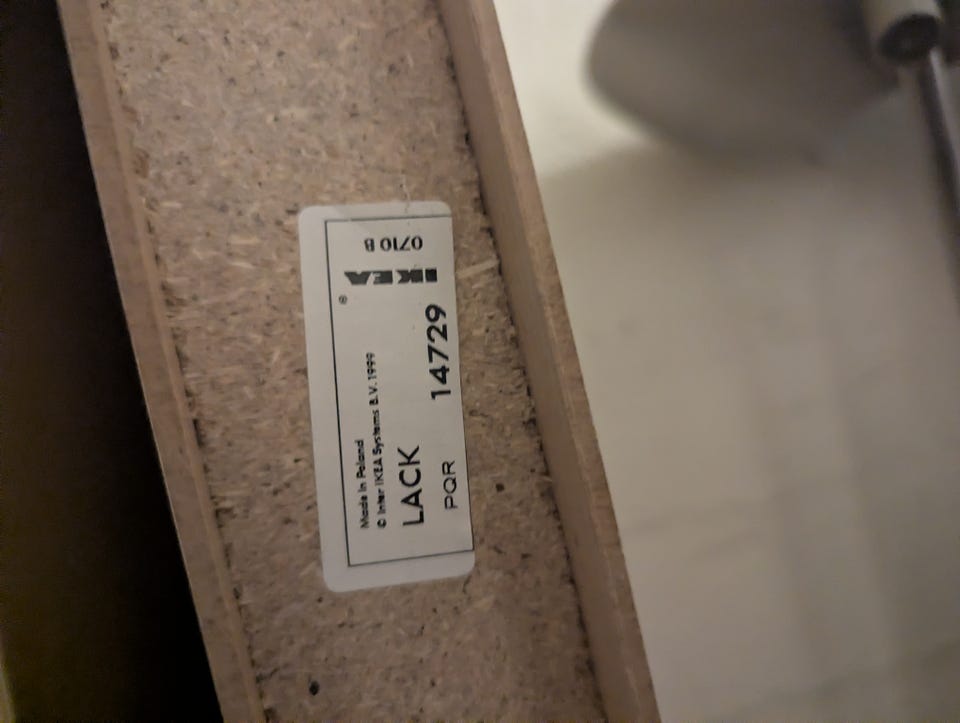 Made in Poland
© Inter IKEA Systems B.V. 1999
LACK
PQR
14729
®
IKEA
0710 B